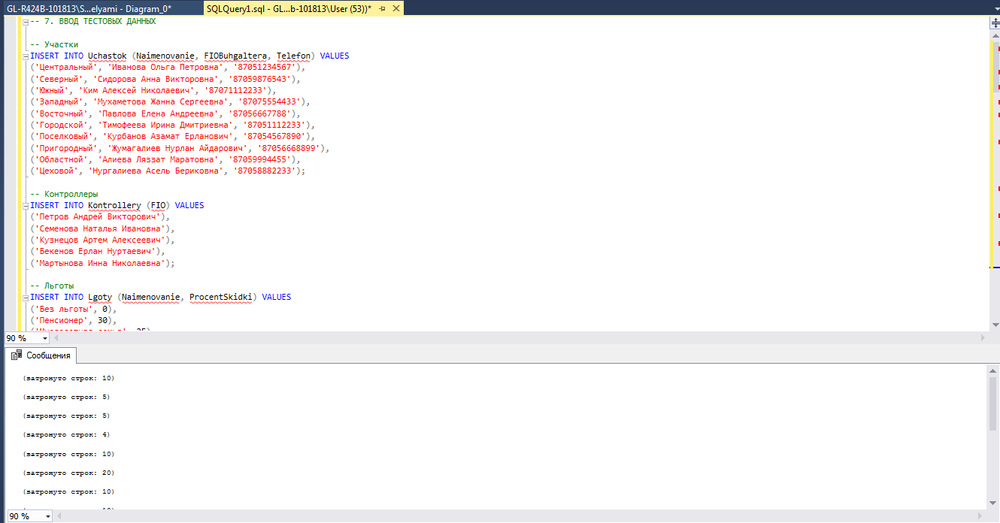 GL-R424B-101813\S...elyami - Diagram_0*
SQLQuery1.sql - GL...b-101813\User (53))*
-- 7. ВВОД ТЕСТОВЫХ ДАННЫХ
-- Участки
INSERT INTO Uchastok (Naimenovanie, FIOBuhgaltera, Telefon) VALUES
('Центральный', 'Иванова Ольга Петровна', '87051234567'),
('Северный', 'Сидорова Анна Викторовна', '87059876543'),
('Южный', 'Ким Алексей Николаевич', '87071112233'),
('Западный', 'Мухаметова Жанна Сергеевна', '87075554433'),
('Восточный', 'Павлова Елена Андреевна', '87056667788'),
('Городской', 'Тимофеева Ирина Дмитриевна', '87051112233'),
('Поселковый', 'Курбанов Азамат Ерланович', '87054567890'),
('Пригородный', 'Жумагалиев Нурлан Айдарович', '87056668899'),
('Областной', 'Алиева Ляззат Маратовна', '87059994455'),
('Цеховой', 'Нургалиева Асель Бериковна', '87058882233');
-- Контроллеры
INSERT INTO Kontrollery (FIO) VALUES
('Петров Андрей Викторович'),
('Семенова Наталья Ивановна'),
('Кузнецов Артем Алексеевич'),
('Бекенов Ерлан Нуртаевич'),
('Мартынова Инна Николаевна');
-- Льготы
INSERT INTO Lgoty (Naimenovanie, ProcentSkidki) VALUES
('Без льготы', 0),
('Пенсионер', 30),
90 %
Сообщения
(затронуто строк: 10)
(затронуто строк: 5)
(затронуто строк: 5)
(затронуто строк: 4)
(затронуто строк: 10)
(затронуто строк: 20)
(затронуто строк: 10)
90 %